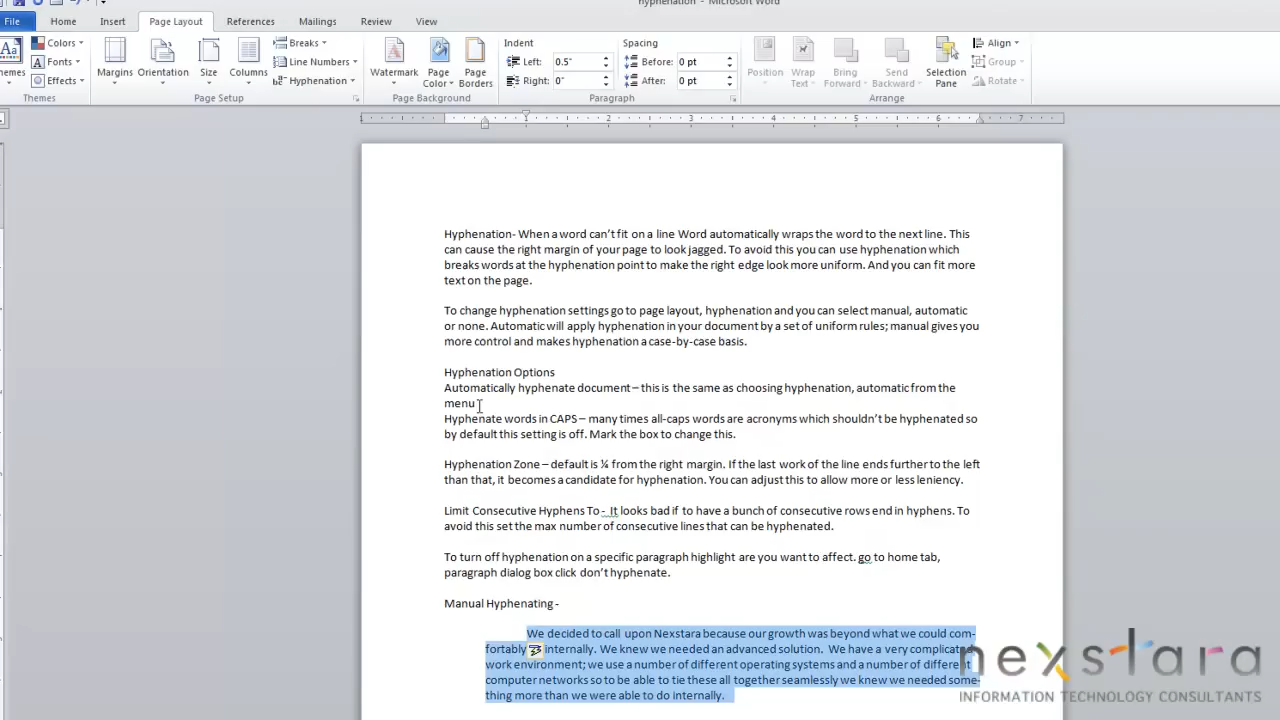 hyphenation - Microsoft Word
File Home Insert Page Layout References Mailings Review View
Aa Colors Fonts Effects
Margins Orientation Size Columns Breaks Line Numbers Hyphenation
Watermark Page Color Page Borders
Indent Left: 0.5" Right: 0"
Spacing Before: 0 pt After: 0 pt
Position Wrap Text Bring Forward Send Backward Selection Pane Align Group Rotate
Themes Page Setup Page Background Paragraph Arrange
1 2 3 4 5 6 7
Hyphenation- When a word can't fit on a line Word automatically wraps the word to the next line. This
can cause the right margin of your page to look jagged. To avoid this you can use hyphenation which
breaks words at the hyphenation point to make the right edge look more uniform. And you can fit more
text on the page.
To change hyphenation settings go to page layout, hyphenation and you can select manual, automatic
or none. Automatic will apply hyphenation in your document by a set of uniform rules; manual gives you
more control and makes hyphenation a case-by-case basis.
Hyphenation Options
Automatically hyphenate document – this is the same as choosing hyphenation, automatic from the
menu
Hyphenate words in CAPS – many times all-caps words are acronyms which shouldn't be hyphenated so
by default this setting is off. Mark the box to change this.
Hyphenation Zone – default is ¼ from the right margin. If the last work of the line ends further to the left
than that, it becomes a candidate for hyphenation. You can adjust this to allow more or less leniency.
Limit Consecutive Hyphens To - It looks bad if to have a bunch of consecutive rows end in hyphens. To
avoid this set the max number of consecutive lines that can be hyphenated.
To turn off hyphenation on a specific paragraph highlight are you want to affect. go to home tab,
paragraph dialog box click don't hyphenate.
Manual Hyphenating -
We decided to call upon Nexstara because our growth was beyond what we could com-
fortably internally. We knew we needed an advanced solution. We have a very complicated
work environment; we use a number of different operating systems and a number of different
computer networks so to be able to tie these all together seamlessly we knew we needed some-
thing more than we were able to do internally.
nexstara
INFORMATION TECHNOLOGY CONSULTANTS